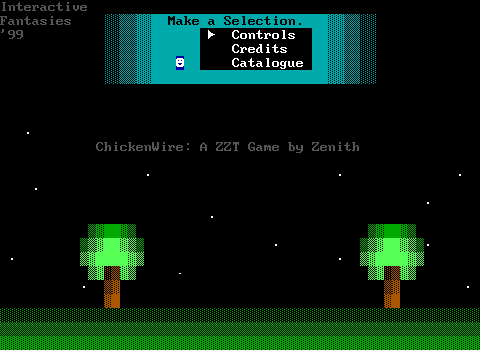 Interactive
Fantasies
'99
Make a Selection.
Controls
Credits
Catalogue
ChickenWire: A ZZT Game by Zenith